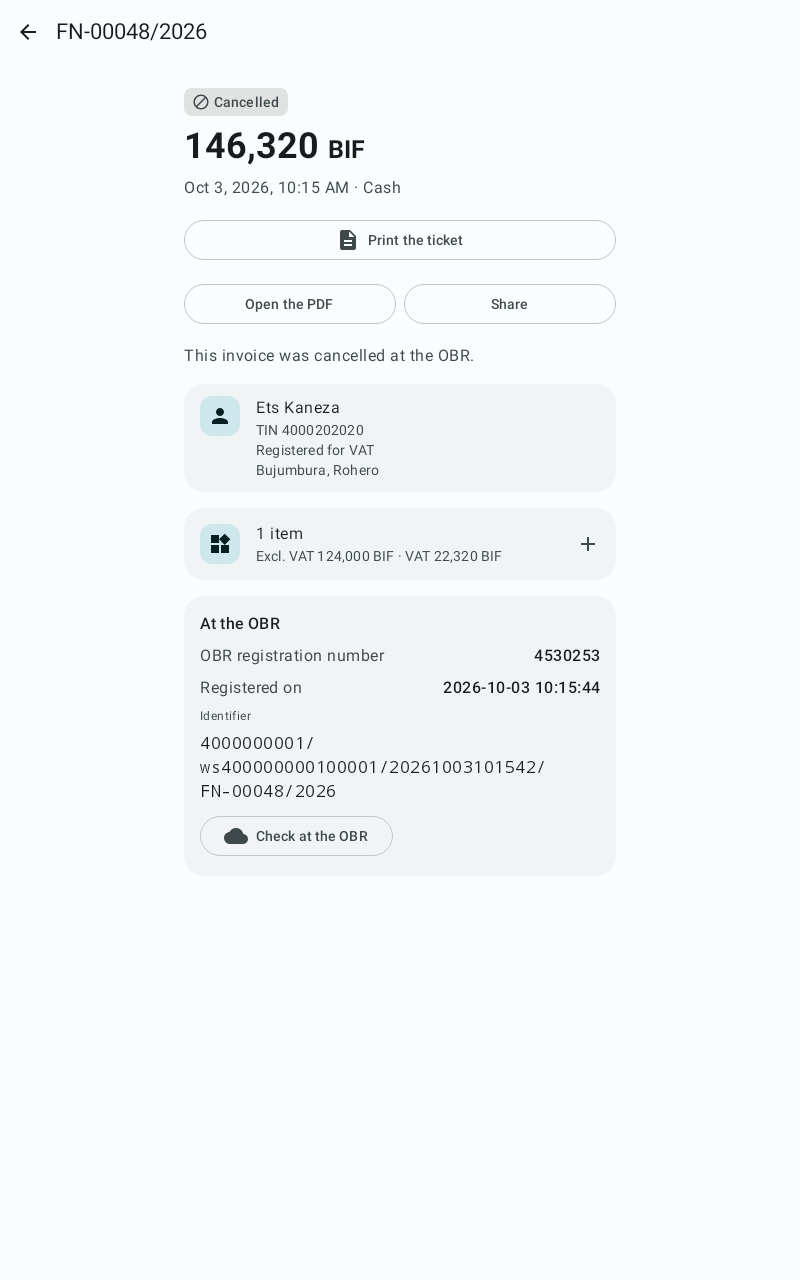 FN-00048/2026
Cancelled
146,320 BIF
Oct 3, 2026, 10:15 AM · Cash
Print the ticket
Open the PDF
Share
This invoice was cancelled at the OBR.
Ets Kaneza
TIN 4000202020
Registered for VAT
Bujumbura, Rohero
1 item
Excl. VAT 124,000 BIF · VAT 22,320 BIF
At the OBR
OBR registration number 4530253
Registered on 2026-10-03 10:15:44
Identifier
4000000001/
ws400000000100001/20261003101542/
FN-00048/2026
Check at the OBR